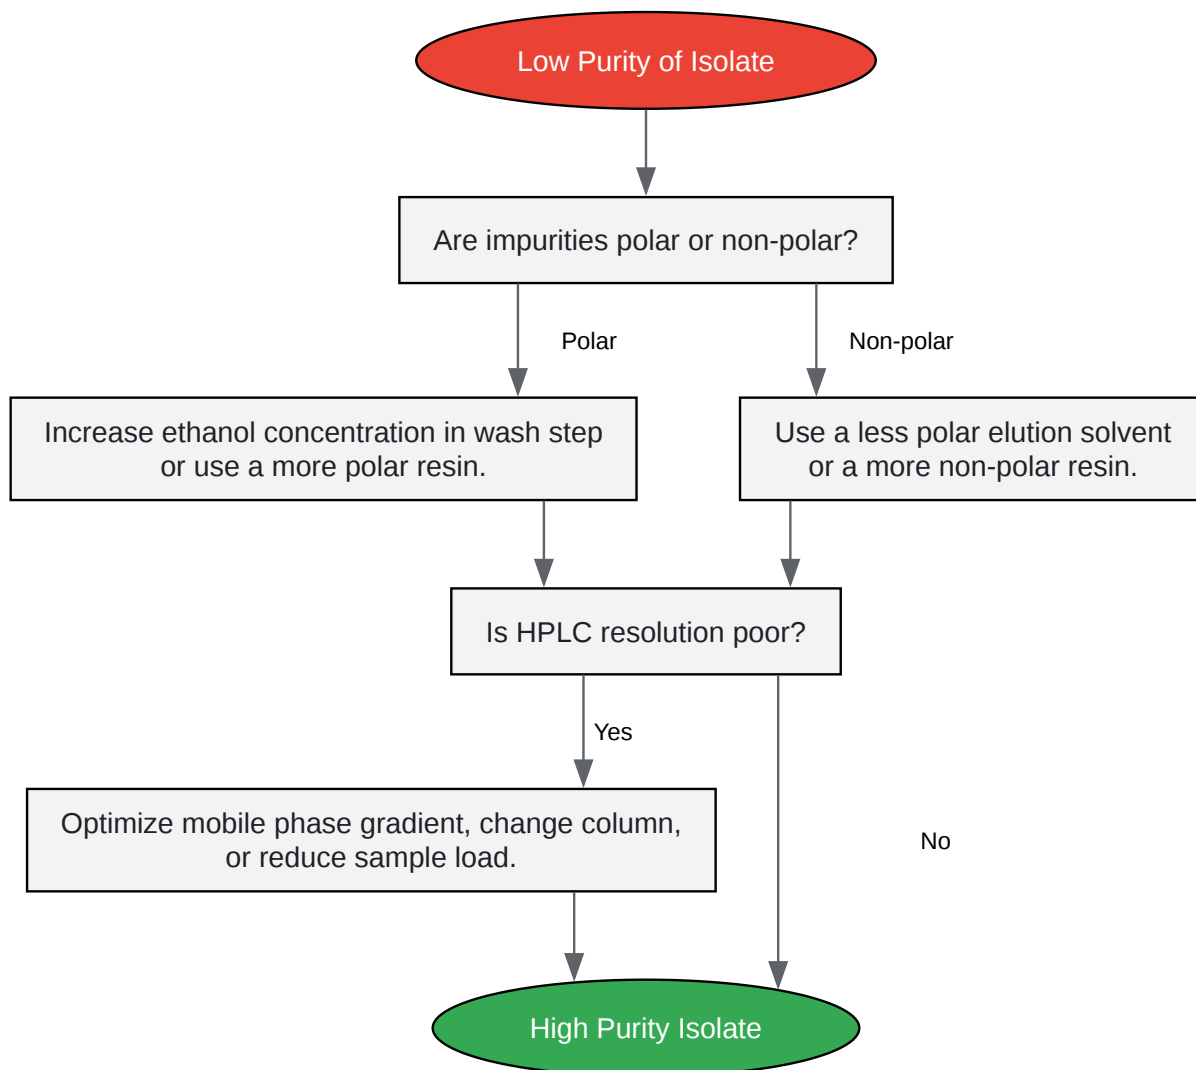 Low Purity of Isolate
Are impurities polar or non-polar?
Polar
Non-polar
Increase ethanol concentration in wash step
or use a more polar resin.
Use a less polar elution solvent
or a more non-polar resin.
Is HPLC resolution poor?
Yes
Optimize mobile phase gradient, change column,
or reduce sample load.
No
High Purity Isolate